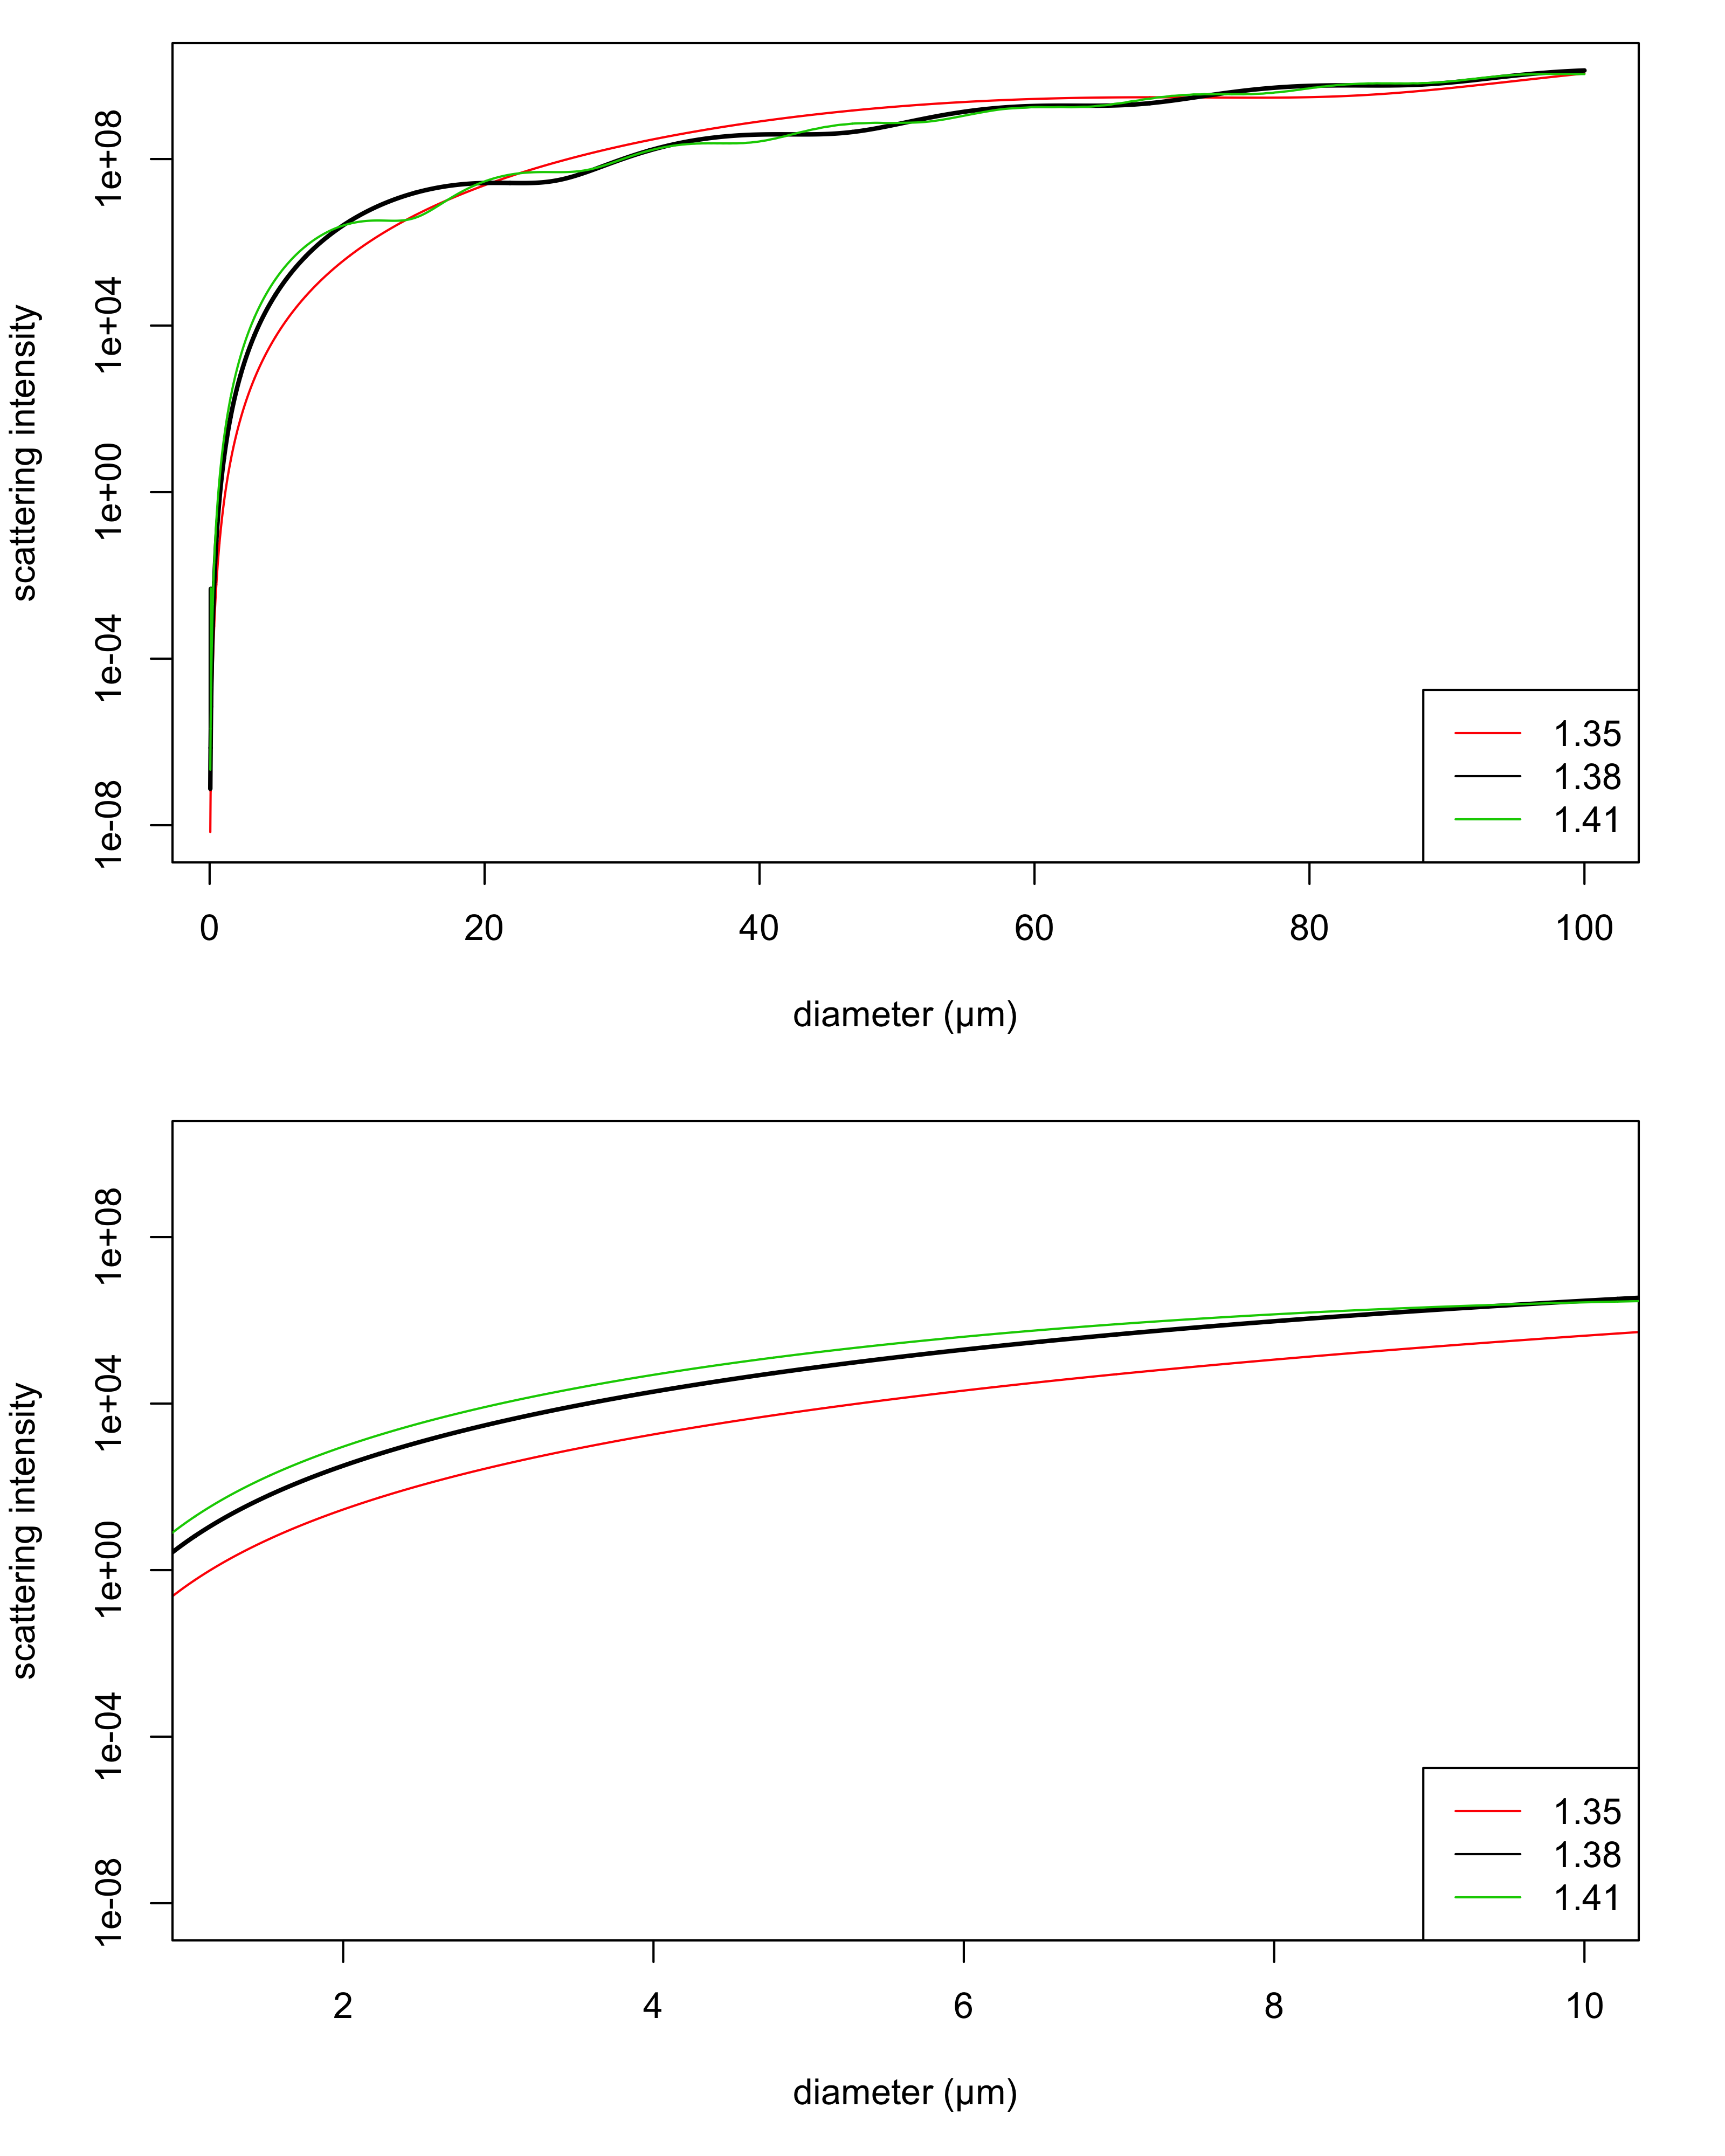 scattering intensity
1e+08
1e+04
1e+00
1e-04
1e-08
1.35
1.38
1.41
0 20 40 60 80 100
diameter (µm)
scattering intensity
1e+08
1e+04
1e+00
1e-04
1e-08
1.35
1.38
1.41
2 4 6 8 10
diameter (µm)